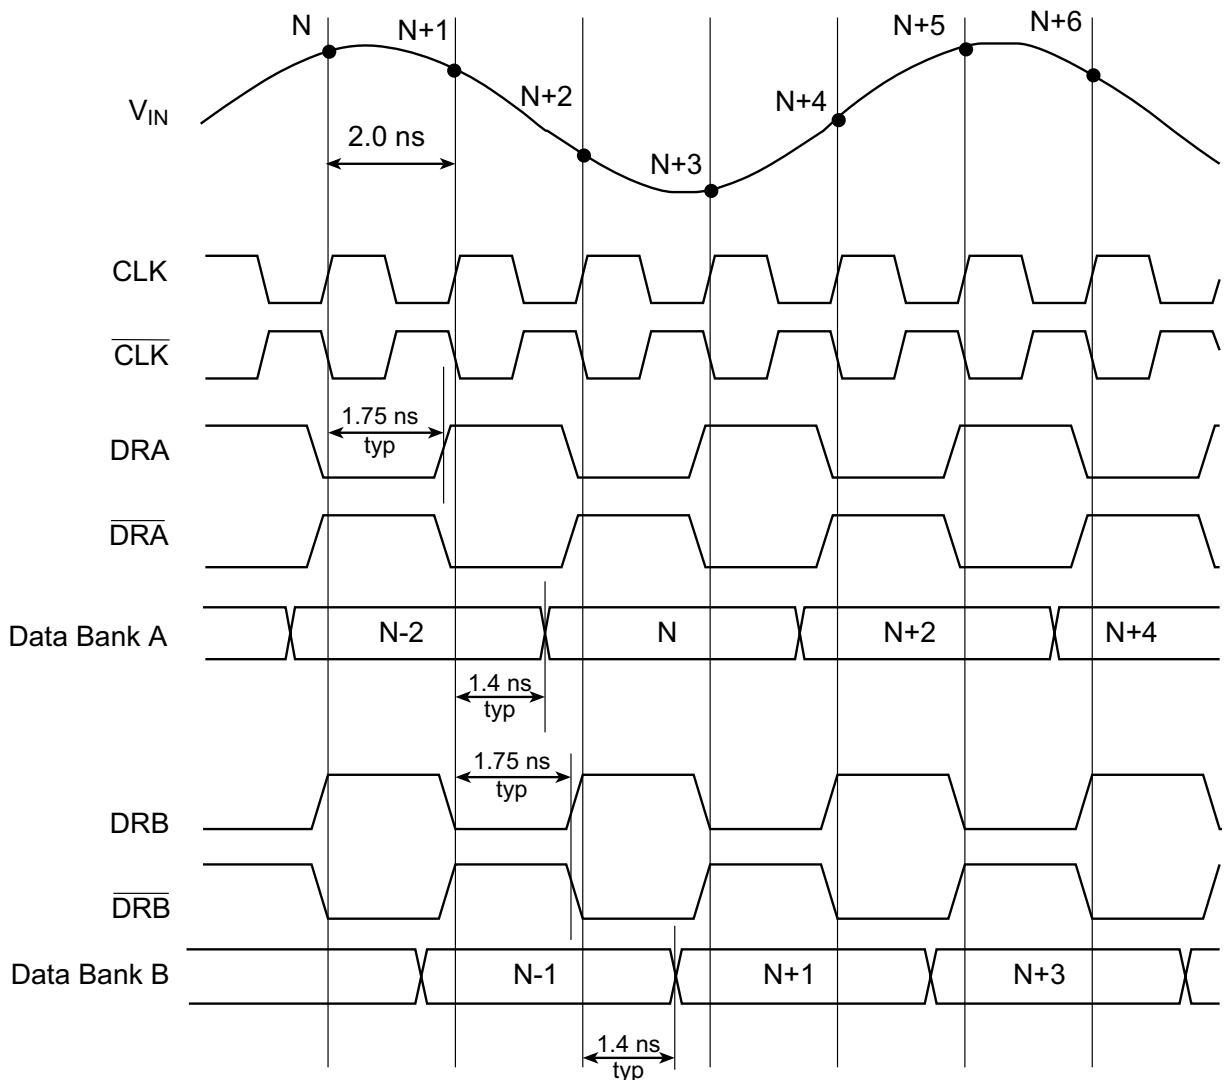 N
N+1
N+2
N+3
N+4
N+5
N+6
VIN
2.0 ns
CLK
CLK
1.75 ns
typ
DRA
DRA
Data Bank A
N-2
N
N+2
N+4
1.4 ns
typ
1.75 ns
typ
DRB
DRB
Data Bank B
N-1
N+1
N+3
1.4 ns
typ